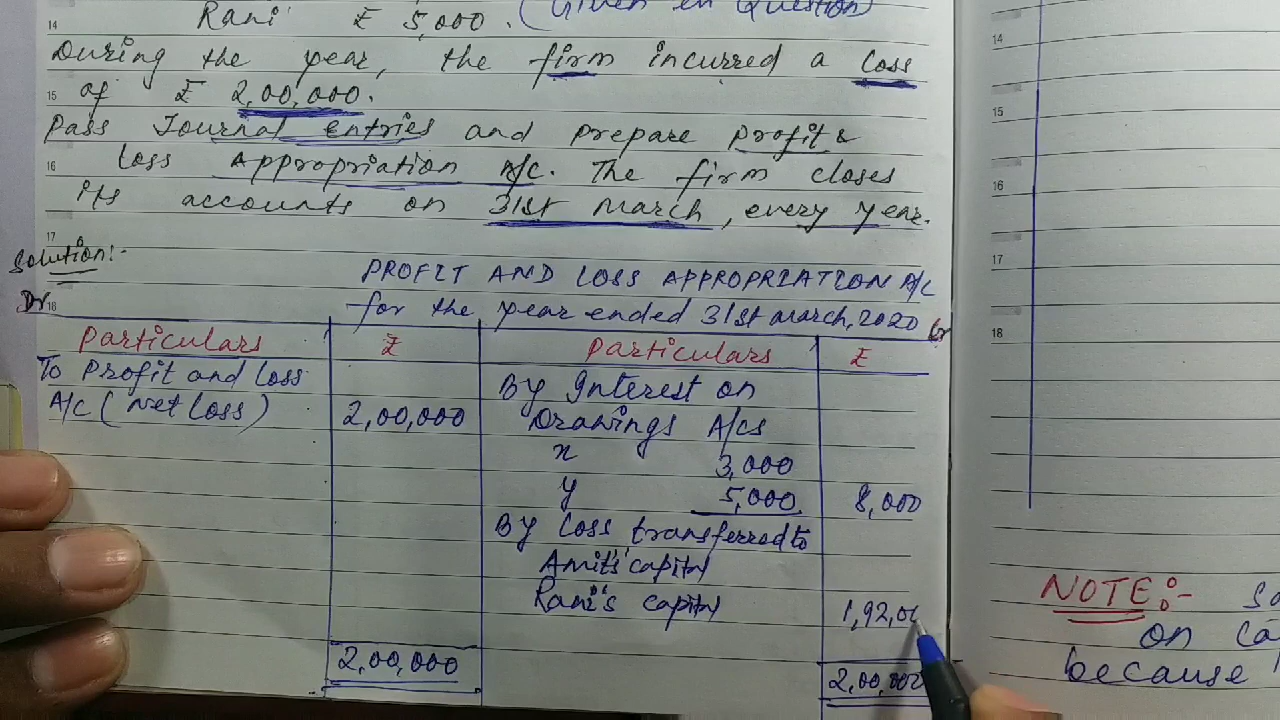 14
Rani ₹ 5,000. (Given in Question)
During the year, the firm incurred a Loss
15 of ₹ 2,00,000.
Pass Journal entries and prepare Profit &
16 Loss Appropriation A/c. The firm closes
its accounts on 31st March, every year.
17
Solution:-
PROFIT AND LOSS APPROPRIATION A/C
Dr. 18 for the year ended 31st march, 2020 Cr
Particulars ₹ Particulars ₹
To Profit and Loss By Interest on
A/c (Net Loss) 2,00,000 Drawings A/cs
x 3,000
y 5,000 8,000
By Loss transferred to
Amit's capital
Rani's capital 1,92,00
2,00,000 2,00,000
14
15
16
17
18
NOTE:-
on
because